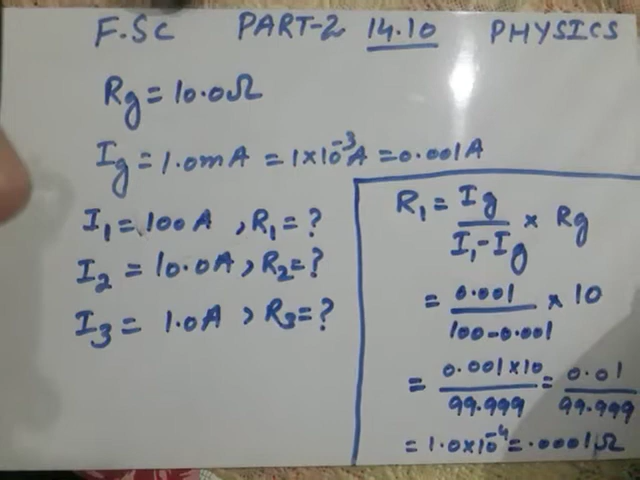 F.SC PART-2 14.10 PHYSICS
Rg = 10.0Ω
Ig = 1.0mA = 1×10⁻³A = 0.001A
I₁ = 100A, R₁ = ?
I₂ = 10.0A, R₂ = ?
I₃ = 1.0A, R₃ = ?
R₁ = Ig / I₁-Ig × Rg
= 0.001 / 100-0.001 × 10
= 0.001×10 / 99.999 = 0.01 / 99.999
= 1.0×10⁻⁴ = .0001Ω